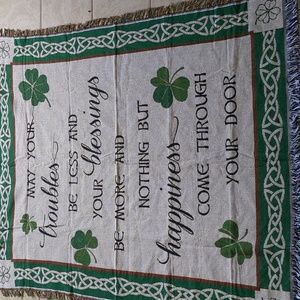 MAY YOUR
troubles
BE LESS AND
YOUR blessings
BE MORE AND
NOTHING BUT
happiness
COME THROUGH
YOUR DOOR